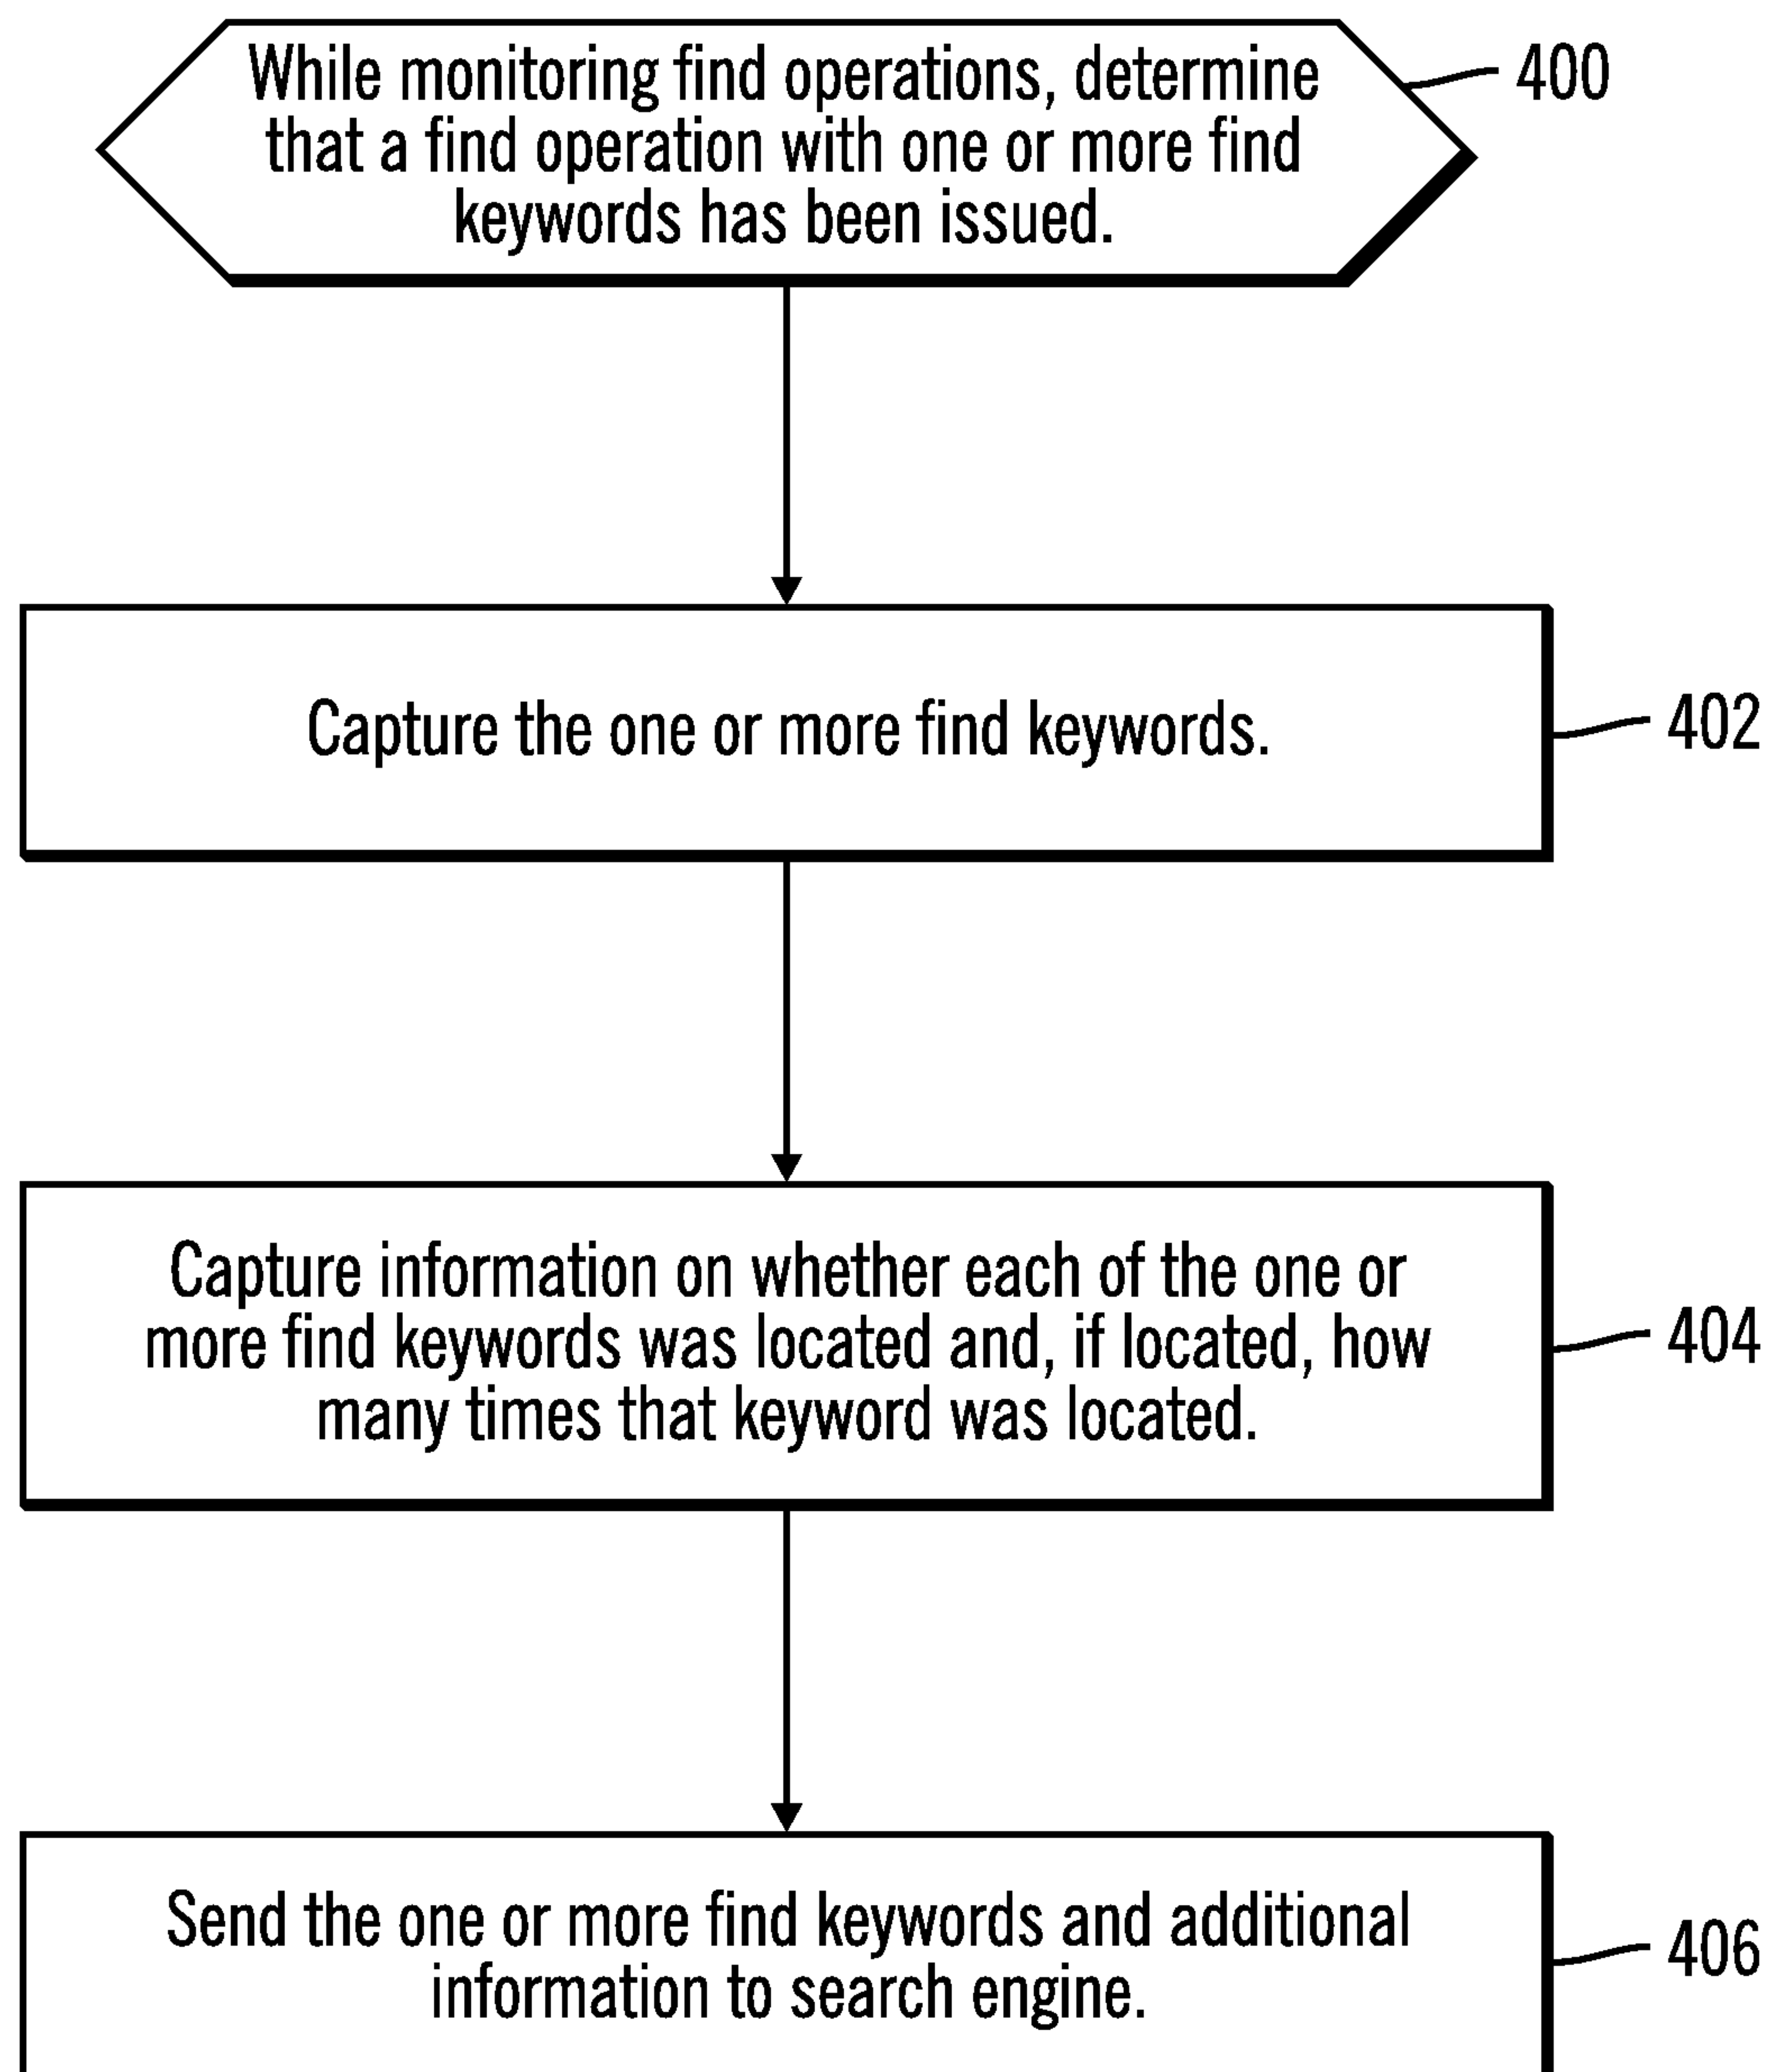 While monitoring find operations, determine
that a find operation with one or more find
keywords has been issued.
400
Capture the one or more find keywords.
402
Capture information on whether each of the one or
more find keywords was located and, if located, how
many times that keyword was located.
404
Send the one or more find keywords and additional
information to search engine.
406